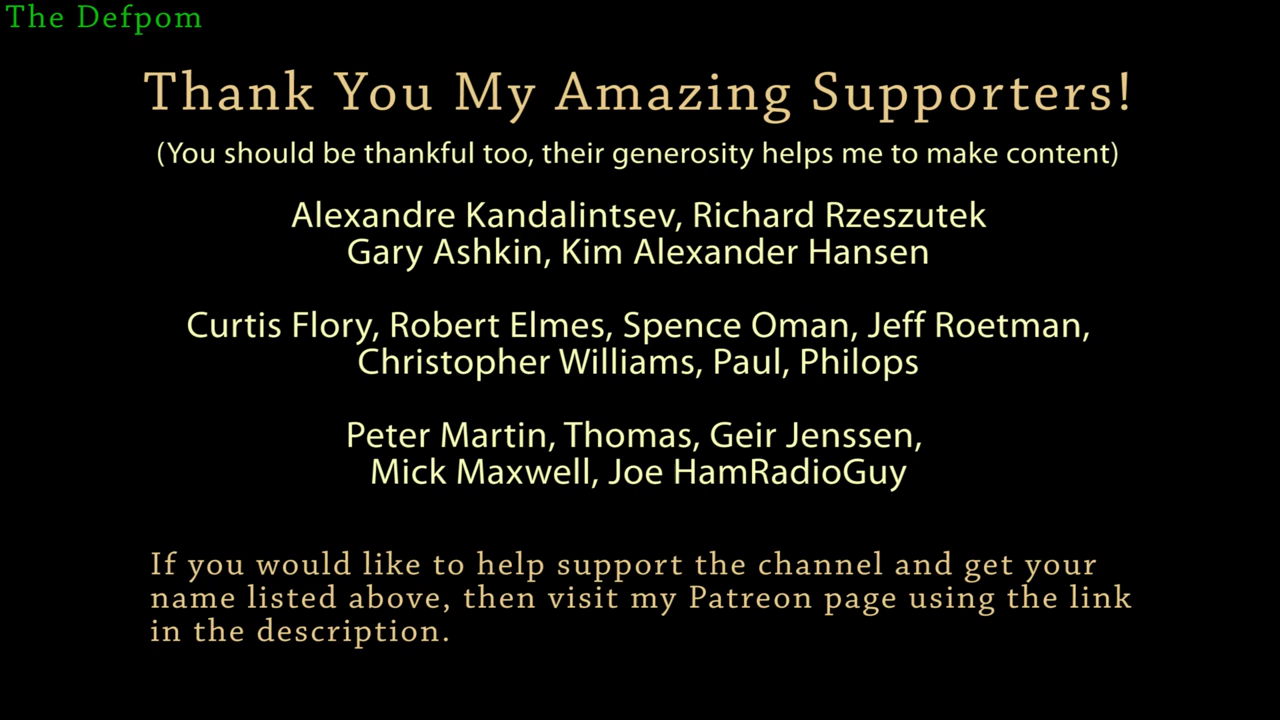 The Defpom
Thank You My Amazing Supporters!
(You should be thankful too, their generosity helps me to make content)
Alexandre Kandalintsev, Richard Rzeszutek
Gary Ashkin, Kim Alexander Hansen
Curtis Flory, Robert Elmes, Spence Oman, Jeff Roetman,
Christopher Williams, Paul, Philops
Peter Martin, Thomas, Geir Jenssen,
Mick Maxwell, Joe HamRadioGuy
If you would like to help support the channel and get your
name listed above, then visit my Patreon page using the link
in the description.